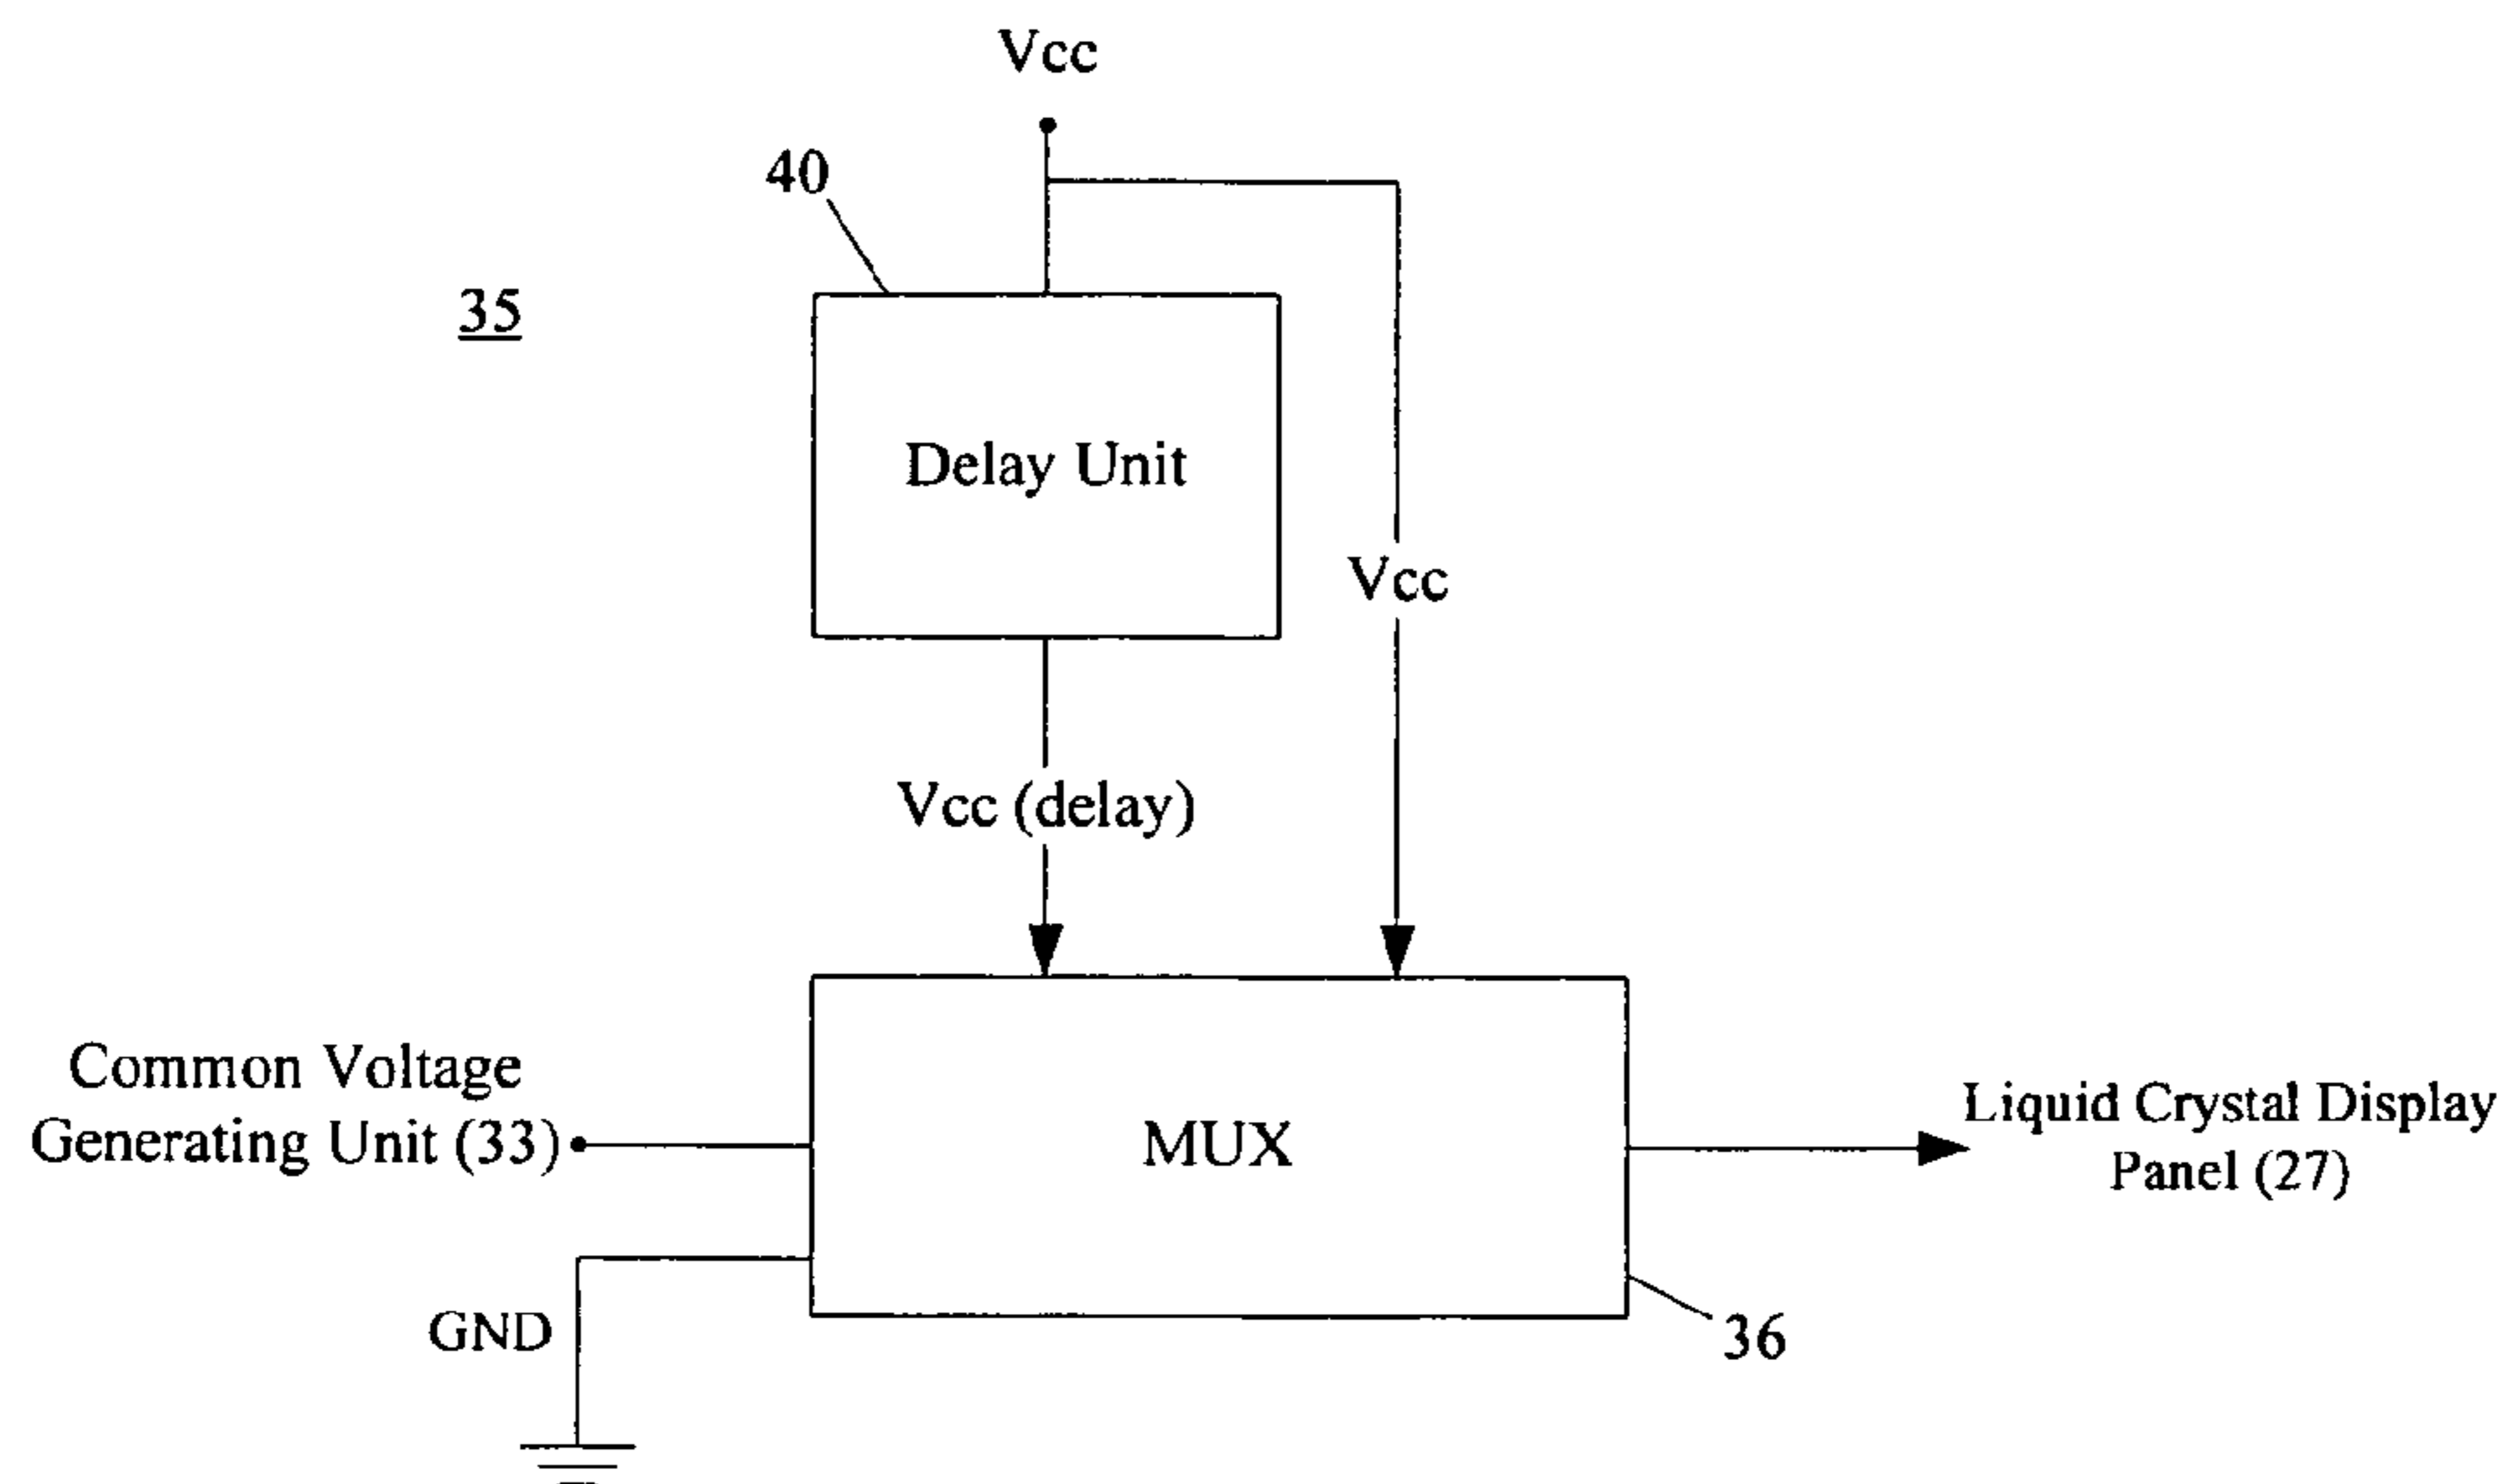 Vcc
40
35
Delay Unit
Vcc
Vcc (delay)
Common Voltage
Generating Unit (33)
MUX
Liquid Crystal Display
Panel (27)
GND
36